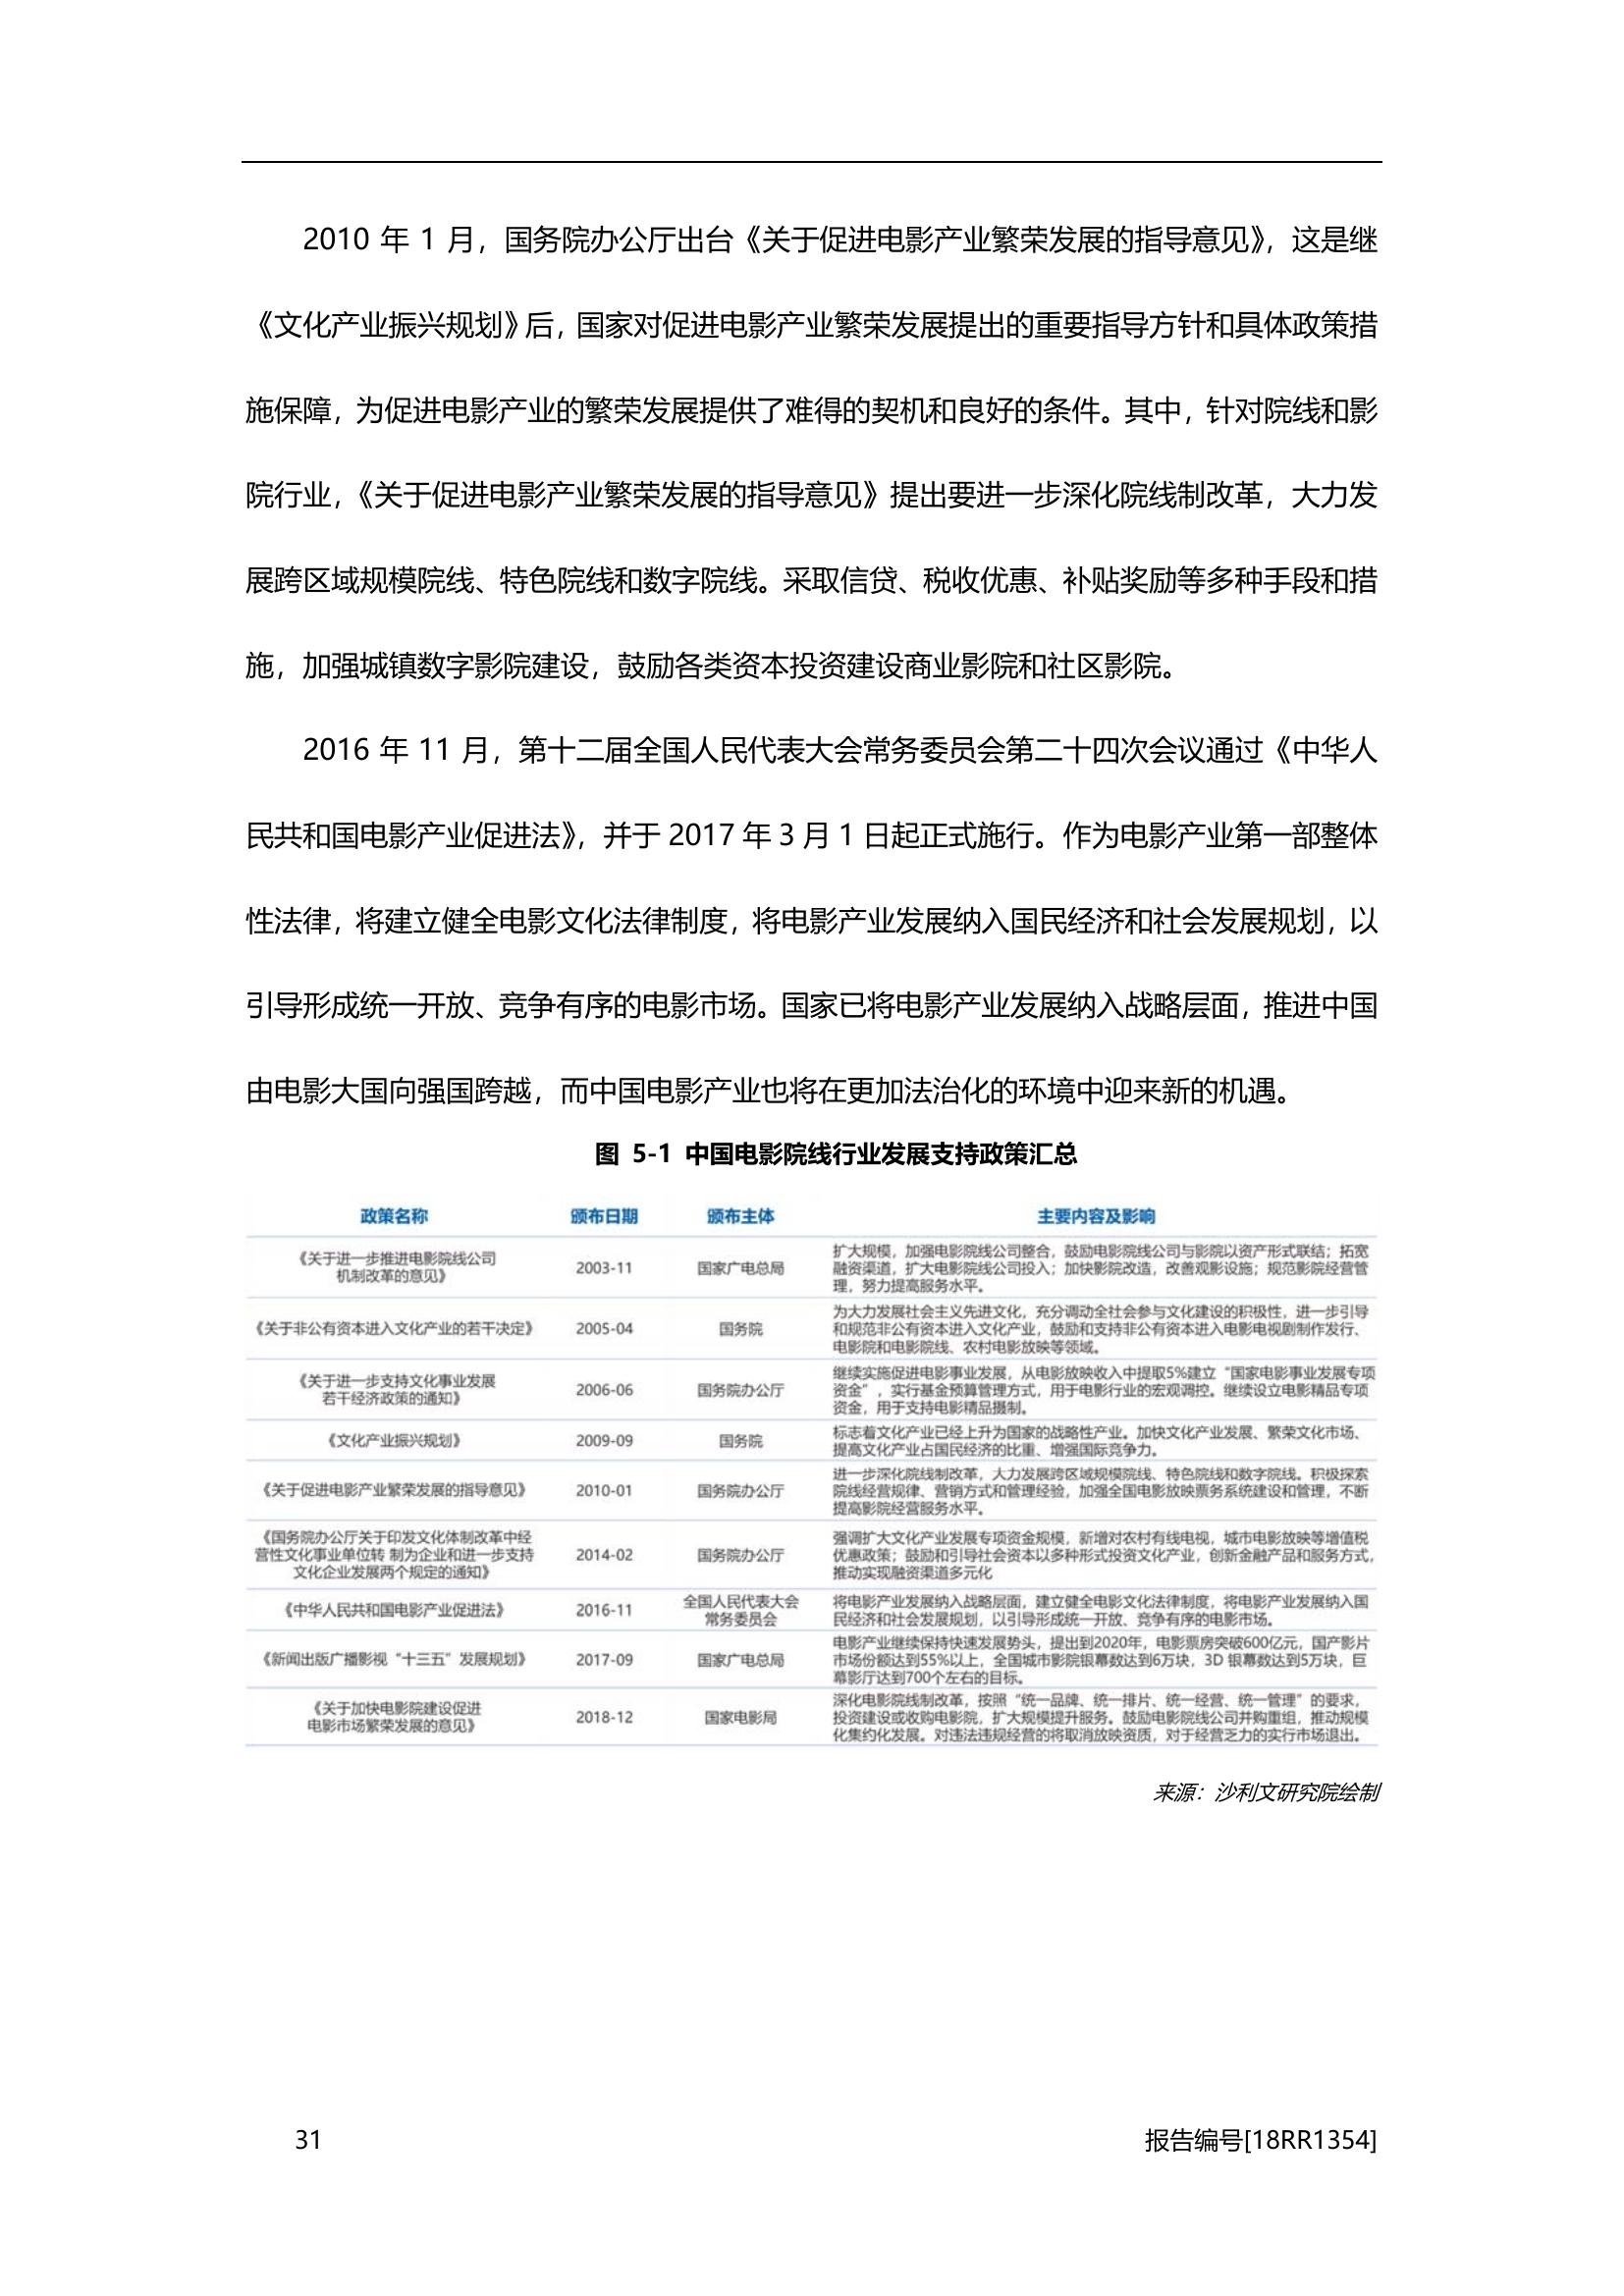 2010 年 1 月，国务院办公厅出台《关于促进电影产业繁荣发展的指导意见》，这是继
《文化产业振兴规划》后，国家对促进电影产业繁荣发展提出的重要指导方针和具体政策措
施保障，为促进电影产业的繁荣发展提供了难得的契机和良好的条件。其中，针对院线和影
院行业，《关于促进电影产业繁荣发展的指导意见》提出要进一步深化院线制改革，大力发
展跨区域规模院线、特色院线和数字院线。采取信贷、税收优惠、补贴奖励等多种手段和措
施，加强城镇数字影院建设，鼓励各类资本投资建设商业影院和社区影院。
2016 年 11 月，第十二届全国人民代表大会常务委员会第二十四次会议通过《中华人
民共和国电影产业促进法》，并于 2017 年 3 月 1 日起正式施行。作为电影产业第一部整体
性法律，将建立健全电影文化法律制度，将电影产业发展纳入国民经济和社会发展规划，以
引导形成统一开放、竞争有序的电影市场。国家已将电影产业发展纳入战略层面，推进中国
由电影大国向强国跨越，而中国电影产业也将在更加法治化的环境中迎来新的机遇。
图 5-1 中国电影院线行业发展支持政策汇总
政策名称 颁布日期 颁布主体 主要内容及影响
《关于进一步推进电影院线公司
机制改革的意见》
2003-11
国家广电总局
扩大规模，加强电影院线公司整合，鼓励电影院线公司与影院以资产形式联结；拓宽
融资渠道，扩大电影院线公司投入；加快影院改造，改善观影设施；规范影院经营管
理，努力提高服务水平。
《关于非公有资本进入文化产业的若干决定》
2005-04
国务院
为大力发展社会主义先进文化，充分调动全社会参与文化建设的积极性，进一步引导
和规范非公有资本进入文化产业，鼓励和支持非公有资本进入电影电视剧制作发行、
电影院和电影院线、农村电影放映等领域。
《关于进一步支持文化事业发展
若干经济政策的通知》
2006-06
国务院办公厅
继续实施促进电影事业发展，从电影放映收入中提取5%建立“国家电影事业发展专项
资金”，实行基金预算管理方式，用于电影行业的宏观调控。继续设立电影精品专项
资金，用于支持电影精品摄制。
《文化产业振兴规划》
2009-09
国务院
标志着文化产业已经上升为国家的战略性产业。加快文化产业发展、繁荣文化市场、
提高文化产业占国民经济的比重、增强国际竞争力。
《关于促进电影产业繁荣发展的指导意见》
2010-01
国务院办公厅
进一步深化院线制改革，大力发展跨区域规模院线、特色院线和数字院线。积极探索
院线经营规律、营销方式和管理经验，加强全国电影放映票务系统建设和管理，不断
提高影院经营服务水平。
《国务院办公厅关于印发文化体制改革中经
营性文化事业单位转 制为企业和进一步支持
文化企业发展两个规定的通知》
2014-02
国务院办公厅
强调扩大文化产业发展专项资金规模，新增对农村有线电视，城市电影放映等增值税
优惠政策；鼓励和引导社会资本以多种形式投资文化产业，创新金融产品和服务方式，
推动实现融资渠道多元化
《中华人民共和国电影产业促进法》
2016-11
全国人民代表大会
常务委员会
将电影产业发展纳入战略层面，建立健全电影文化法律制度，将电影产业发展纳入国
民经济和社会发展规划，以引导形成统一开放、竞争有序的电影市场。
《新闻出版广播影视“十三五”发展规划》
2017-09
国家广电总局
电影产业继续保持快速发展势头，提出到2020年，电影票房突破600亿元，国产影片
市场份额达到55%以上，全国城市影院银幕数达到6万块，3D 银幕数达到5万块，巨
幕影厅达到700个左右的目标。
《关于加快电影院建设促进
电影市场繁荣发展的意见》
2018-12
国家电影局
深化电影院线制改革，按照“统一品牌、统一排片、统一经营、统一管理”的要求，
投资建设或收购电影院，扩大规模提升服务。鼓励电影院线公司并购重组，推动规模
化集约化发展。对违法违规经营的将取消放映资质，对于经营乏力的实行市场退出。
来源：沙利文研究院绘制
31 报告编号[18RR1354]